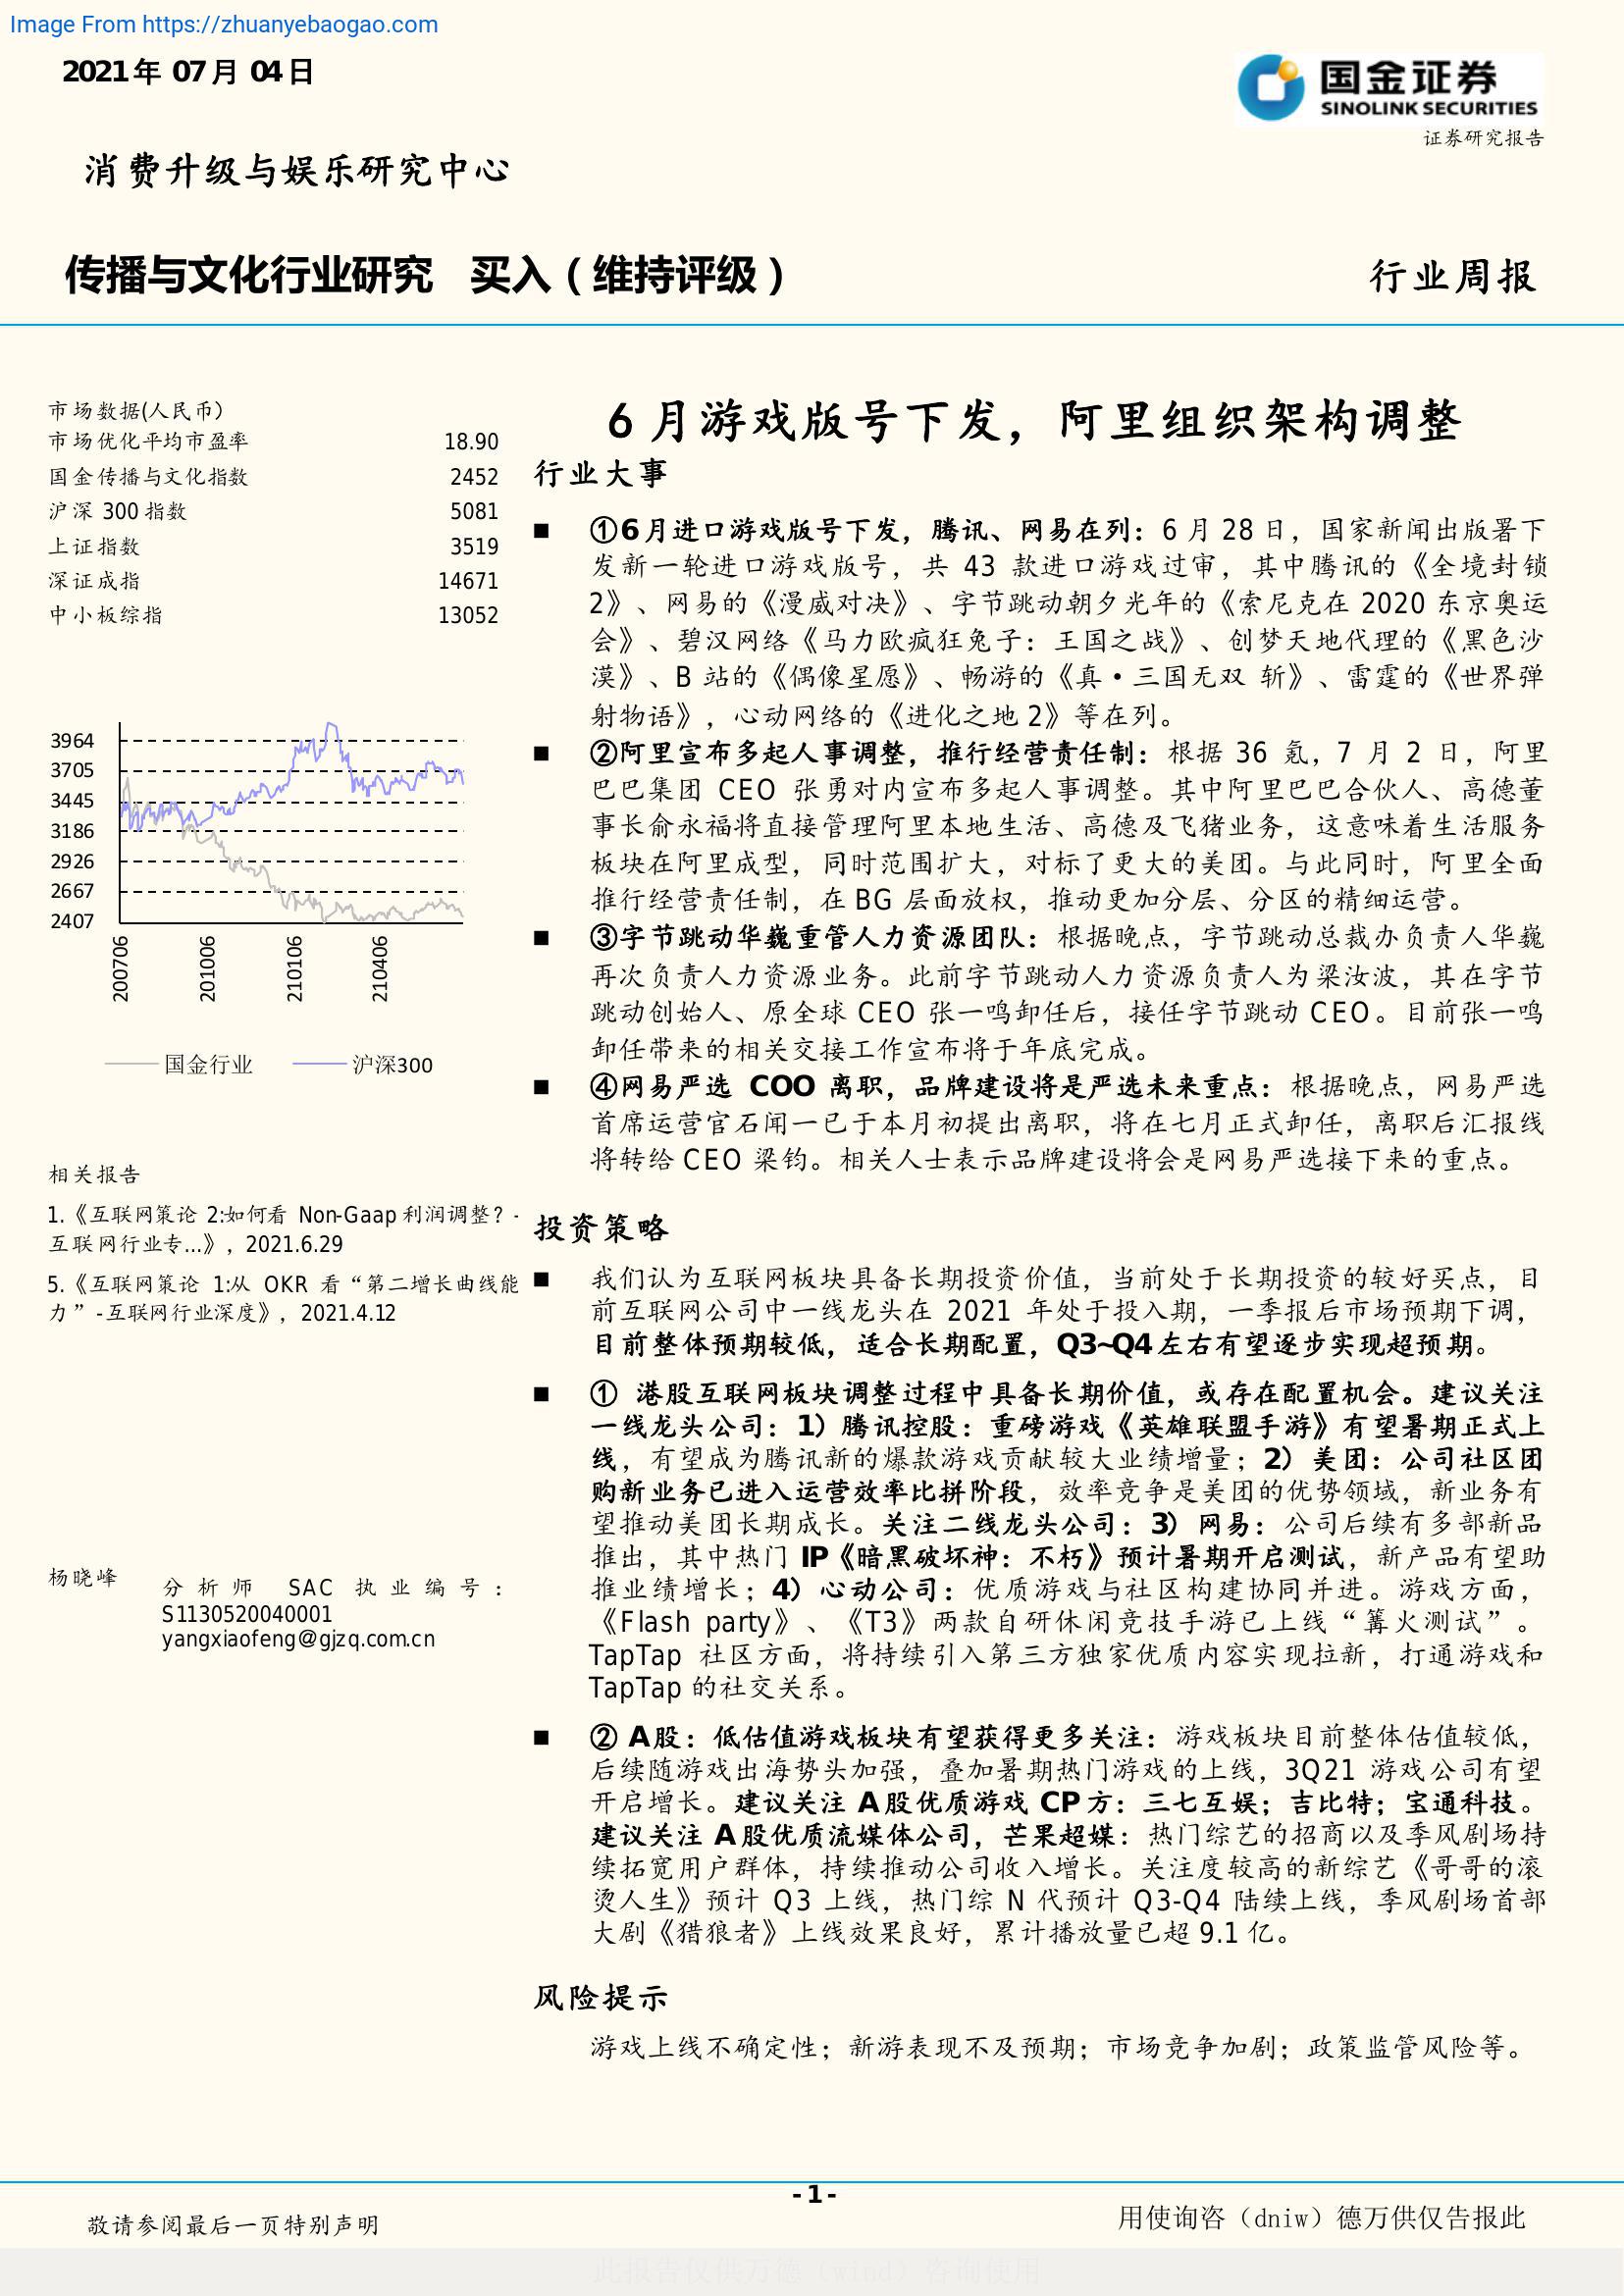 Image From https://zhuanyebaogao.com
2021年 07月 04日
国金证券
SINOLINK SECURITIES
证券研究报告
消费升级与娱乐研究中心
传播与文化行业研究 买入（维持评级）
行业周报
市场数据(人民币）
市场优化平均市盈率 18.90
国金传播与文化指数 2452
沪深 300 指数 5081
上证指数 3519
深证成指 14671
中小板综指 13052
3964
3705
3445
3186
2926
2667
2407
200706
201006
210106
210406
国金行业
沪深300
相关报告
1.《互联网策论 2:如何看 Non-Gaap 利润调整？-
互联网行业专...》，2021.6.29
5.《互联网策论 1:从 OKR 看“第二增长曲线能
力”-互联网行业深度》，2021.4.12
杨晓峰
分析师 SAC 执业编号：
S1130520040001
yangxiaofeng@gjzq.com.cn
6 月游戏版号下发，阿里组织架构调整
行业大事
■ ①6月进口游戏版号下发，腾讯、网易在列：6 月 28 日，国家新闻出版署下
发新一轮进口游戏版号，共 43 款进口游戏过审，其中腾讯的《全境封锁
2》、网易的《漫威对决》、字节跳动朝夕光年的《索尼克在 2020 东京奥运
会》、碧汉网络《马力欧疯狂兔子：王国之战》、创梦天地代理的《黑色沙
漠》、B 站的《偶像星愿》、畅游的《真·三国无双 斩》、雷霆的《世界弹
射物语》，心动网络的《进化之地 2》等在列。
■ ②阿里宣布多起人事调整，推行经营责任制：根据 36 氪，7 月 2 日，阿里
巴巴集团 CEO 张勇对内宣布多起人事调整。其中阿里巴巴合伙人、高德董
事长俞永福将直接管理阿里本地生活、高德及飞猪业务，这意味着生活服务
板块在阿里成型，同时范围扩大，对标了更大的美团。与此同时，阿里全面
推行经营责任制，在 BG 层面放权，推动更加分层、分区的精细运营。
■ ③字节跳动华巍重管人力资源团队：根据晚点，字节跳动总裁办负责人华巍
再次负责人力资源业务。此前字节跳动人力资源负责人为梁汝波，其在字节
跳动创始人、原全球 CEO 张一鸣卸任后，接任字节跳动 CEO。目前张一鸣
卸任带来的相关交接工作宣布将于年底完成。
■ ④网易严选 COO 离职，品牌建设将是严选未来重点：根据晚点，网易严选
首席运营官石闻一已于本月初提出离职，将在七月正式卸任，离职后汇报线
将转给 CEO 梁钧。相关人士表示品牌建设将会是网易严选接下来的重点。
投资策略
■ 我们认为互联网板块具备长期投资价值，当前处于长期投资的较好买点，目
前互联网公司中一线龙头在 2021 年处于投入期，一季报后市场预期下调，
目前整体预期较低，适合长期配置，Q3~Q4左右有望逐步实现超预期。
■ ① 港股互联网板块调整过程中具备长期价值，或存在配置机会。建议关注
一线龙头公司：1）腾讯控股：重磅游戏《英雄联盟手游》有望暑期正式上
线，有望成为腾讯新的爆款游戏贡献较大业绩增量；2）美团：公司社区团
购新业务已进入运营效率比拼阶段，效率竞争是美团的优势领域，新业务有
望推动美团长期成长。关注二线龙头公司：3）网易：公司后续有多部新品
推出，其中热门 IP《暗黑破坏神：不朽》预计暑期开启测试，新产品有望助
推业绩增长；4）心动公司：优质游戏与社区构建协同并进。游戏方面，
《Flash party》、《T3》两款自研休闲竞技手游已上线“篝火测试”。
TapTap 社区方面，将持续引入第三方独家优质内容实现拉新，打通游戏和
TapTap 的社交关系。
■ ② A股：低估值游戏板块有望获得更多关注：游戏板块目前整体估值较低，
后续随游戏出海势头加强，叠加暑期热门游戏的上线，3Q21 游戏公司有望
开启增长。建议关注 A股优质游戏 CP方：三七互娱；吉比特；宝通科技。
建议关注 A股优质流媒体公司，芒果超媒：热门综艺的招商以及季风剧场持
续拓宽用户群体，持续推动公司收入增长。关注度较高的新综艺《哥哥的滚
烫人生》预计 Q3 上线，热门综 N 代预计 Q3-Q4 陆续上线，季风剧场首部
大剧《猎狼者》上线效果良好，累计播放量已超 9.1 亿。
风险提示
游戏上线不确定性；新游表现不及预期；市场竞争加剧；政策监管风险等。
- 1 -
敬请参阅最后一页特别声明
用使询咨（dniw）德万供仅告报此
此报告仅供万德（wind）咨询使用